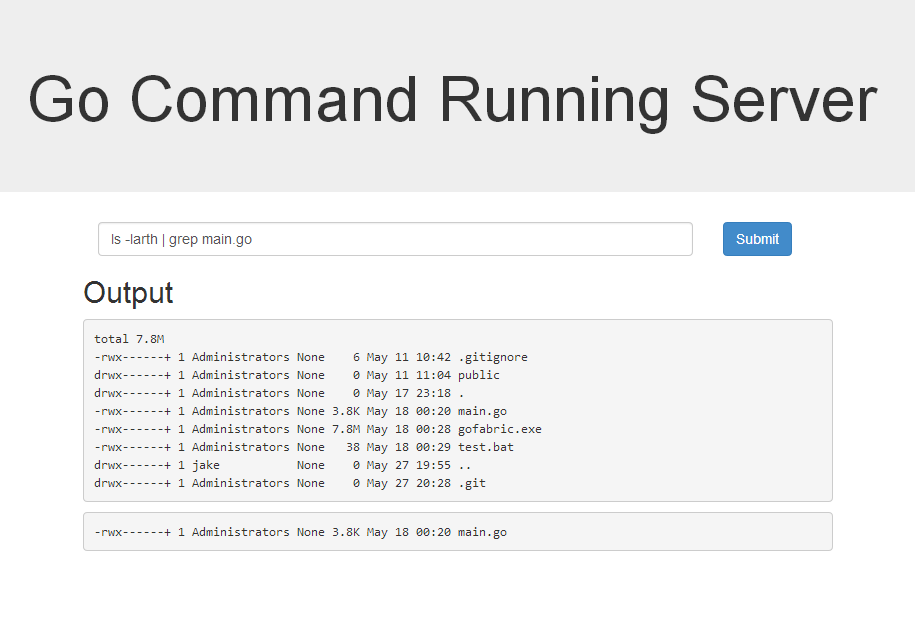 Go Command Running Server
ls -larth | grep main.go
Submit
Output
total 7.8M
-rwx------+ 1 Administrators None    6 May 11 10:42 .gitignore
drwx------+ 1 Administrators None    0 May 11 11:04 public
drwx------+ 1 Administrators None    0 May 17 23:18 .
-rwx------+ 1 Administrators None 3.8K May 18 00:20 main.go
-rwx------+ 1 Administrators None 7.8M May 18 00:28 gofabric.exe
-rwx------+ 1 Administrators None   38 May 18 00:29 test.bat
drwx------+ 1 jake           None    0 May 27 19:55 ..
drwx------+ 1 Administrators None    0 May 27 20:28 .git
-rwx------+ 1 Administrators None 3.8K May 18 00:20 main.go